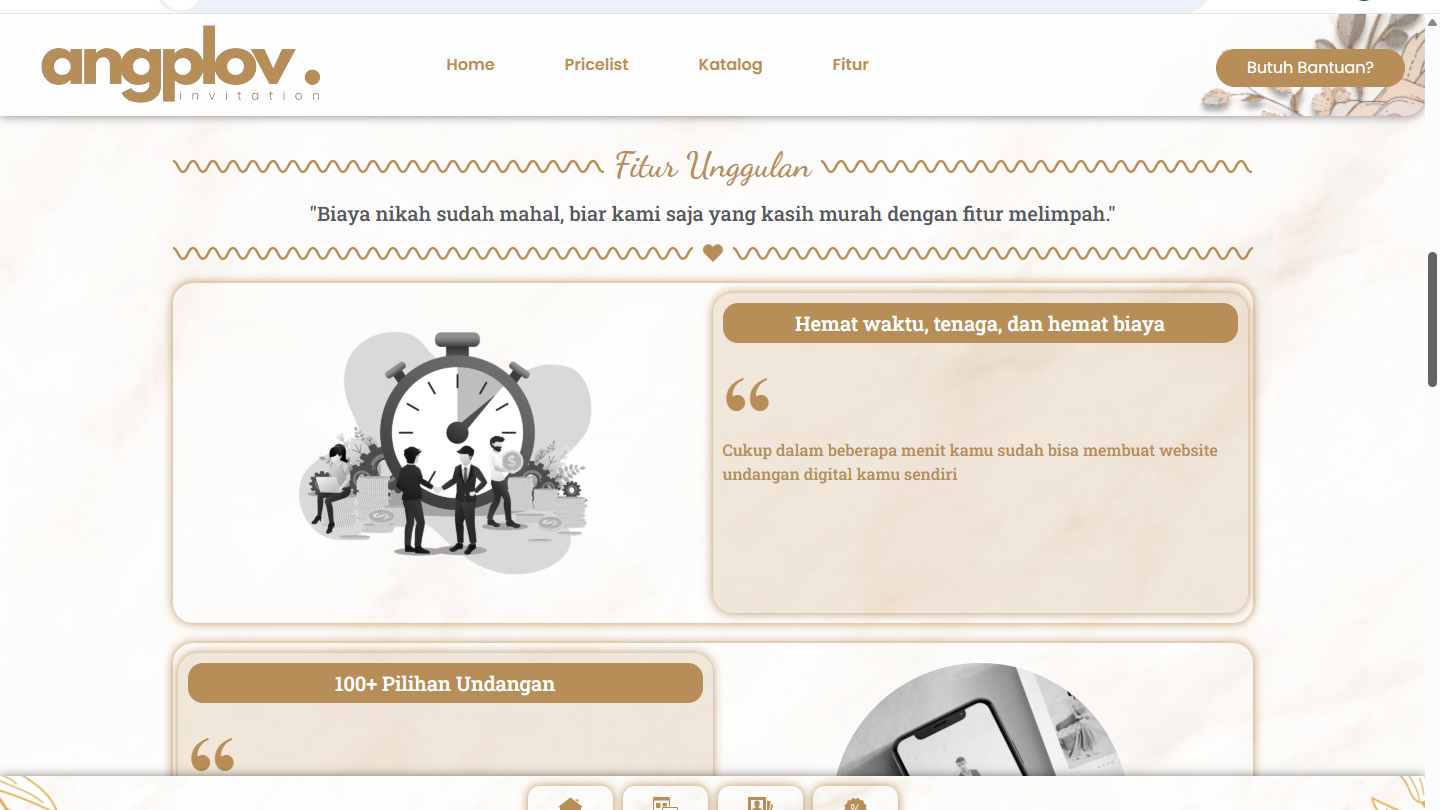 angplov.
invitation
Home
Pricelist
Katalog
Fitur
Butuh Bantuan?
Fitur Unggulan
"Biaya nikah sudah mahal, biar kami saja yang kasih murah dengan fitur melimpah."
Hemat waktu, tenaga, dan hemat biaya
“
Cukup dalam beberapa menit kamu sudah bisa membuat website
undangan digital kamu sendiri
100+ Pilihan Undangan
“